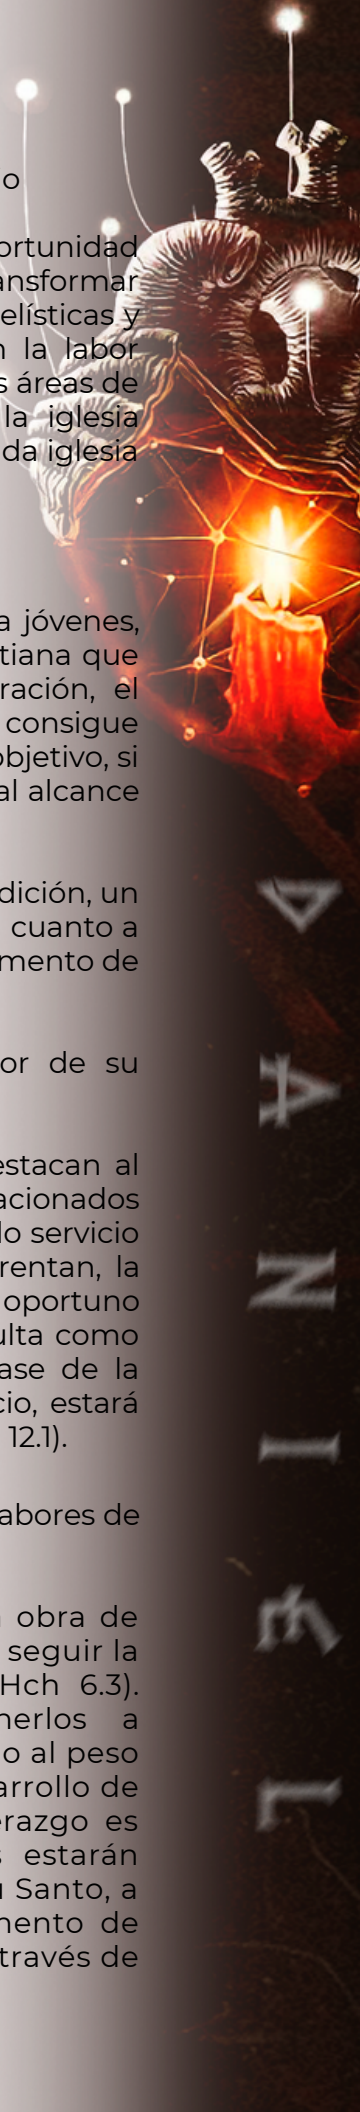 o
ortunidad
ansformar
elísticas y
n la labor
s áreas de
la iglesia
da iglesia
a jóvenes,
tiana que
ración, el
consigue
objetivo, si
al alcance
dición, un
cuanto a
mento de
or de su
estacan al
acionados
lo servicio
rentan, la
oportuno
ulta como
ase de la
cio, estará
12.1).
abores de
a obra de
seguir la
Hch 6.3).
nerlos a
o al peso
arrollo de
erazgo es
s estarán
u Santo, a
mento de
través de
DANIEL